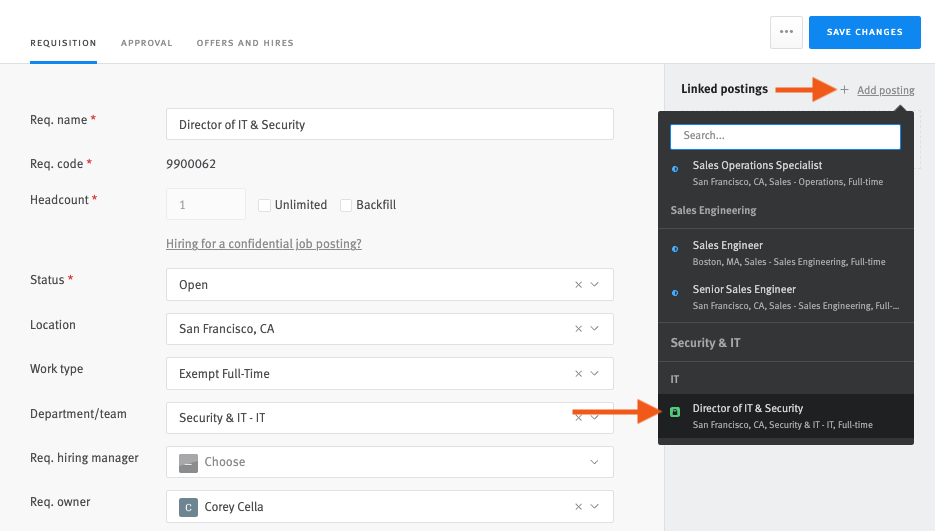 REQUISITION APPROVAL OFFERS AND HIRES
SAVE CHANGES
Req. name *
Director of IT & Security
Req. code *
9900062
Headcount *
1
Unlimited
Backfill
Hiring for a confidential job posting?
Status *
Open
Location
San Francisco, CA
Work type
Exempt Full-Time
Department/team
Security & IT - IT
Req. hiring manager
Choose
Req. owner
C Corey Cella
Linked postings
+ Add posting
Search...
Sales Operations Specialist
San Francisco, CA, Sales - Operations, Full-time
Sales Engineering
Sales Engineer
Boston, MA, Sales - Sales Engineering, Full-time
Senior Sales Engineer
San Francisco, CA, Sales - Sales Engineering, Full-...
Security & IT
IT
Director of IT & Security
San Francisco, CA, Security & IT - IT, Full-time